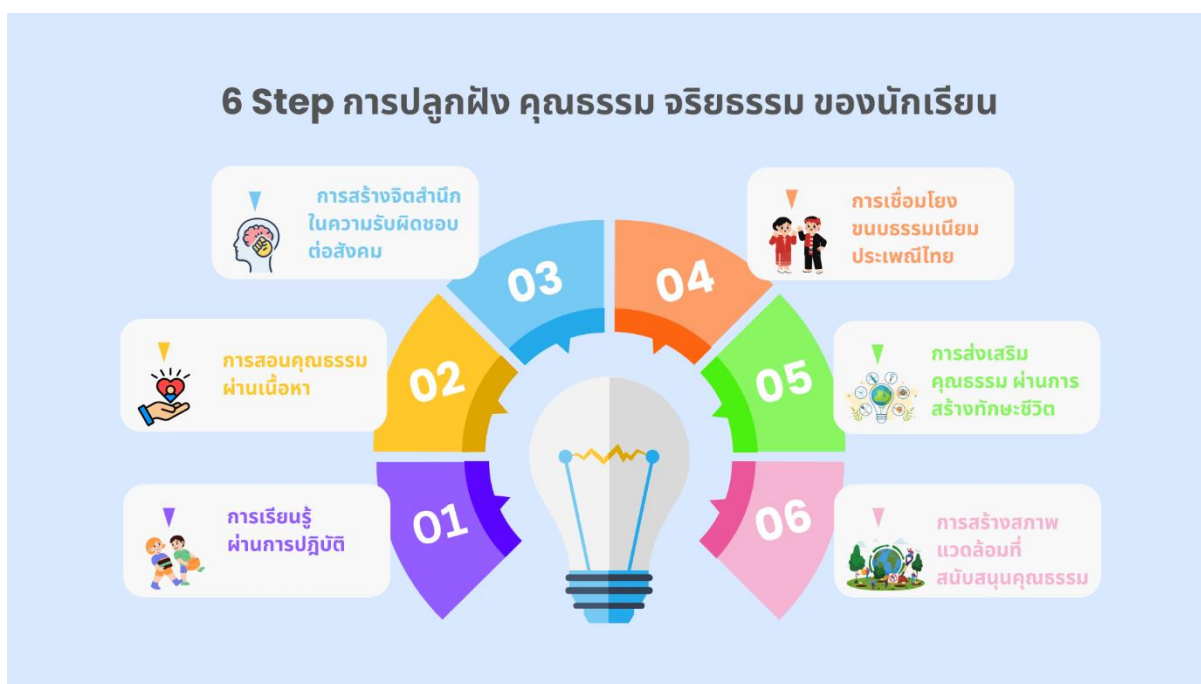 6 Step การปลูกฝัง คุณธรรม จริยธรรม ของนักเรียน
01
การเรียนรู้
ผ่านการปฎิบัติ
02
การสอนคุณธรรม
ผ่านเนื้อหา
03
การสร้างจิตสำนึก
ในความรับผิดชอบ
ต่อสังคม
04
การเชื่อมโยง
ขนบธรรมเนียม
ประเพณีไทย
05
การส่งเสริม
คุณธรรม ผ่านการ
สร้างทักษะชีวิต
06
การสร้างสภาพ
แวดล้อมที่
สนับสนุนคุณธรรม